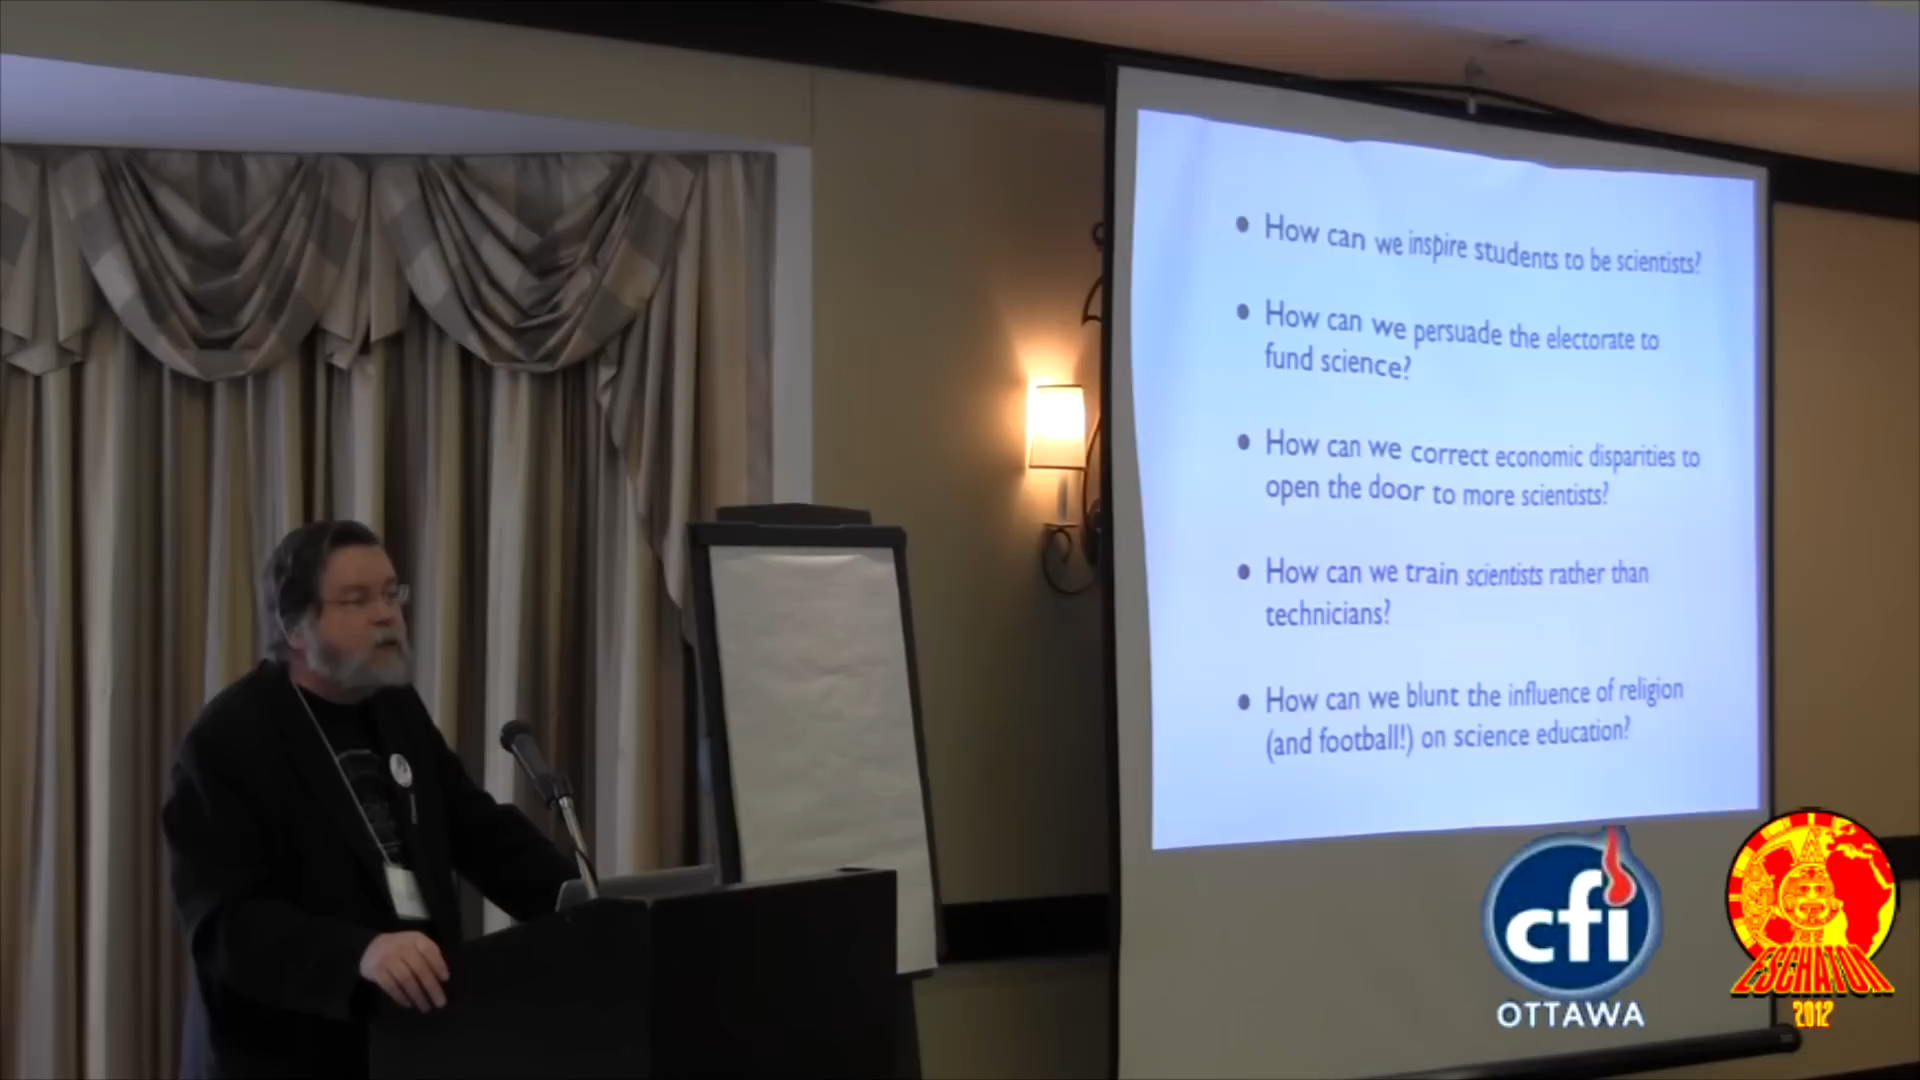 • How can we inspire students to be scientists?
• How can we persuade the electorate to
fund science?
• How can we correct economic disparities to
open the door to more scientists?
• How can we train scientists rather than
technicians?
• How can we blunt the influence of religion
(and football!) on science education?
cfi
OTTAWA
ESCHATON
2012